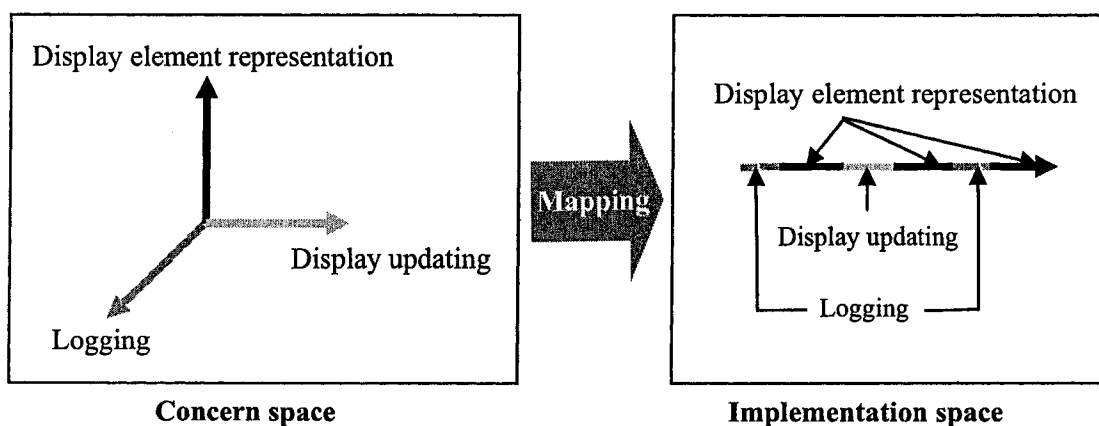 Display element representation
Display updating
Logging
Concern space
Mapping
Display element representation
Display updating
Logging
Implementation space